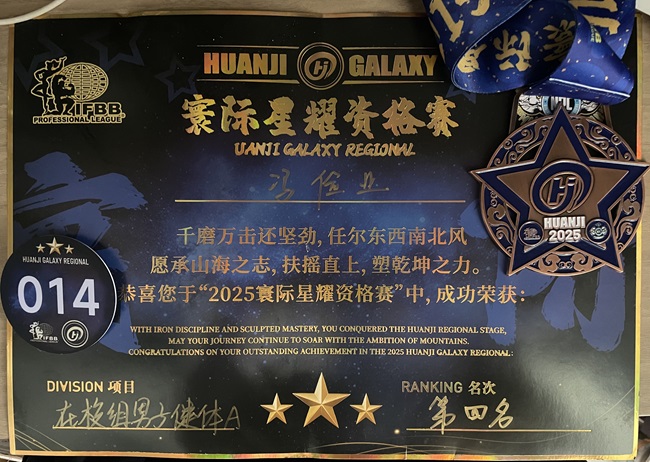 HUANJI GALAXY
IFBB
PROFESSIONAL LEAGUE
寰际星耀资格赛
UANJI GALAXY REGIONAL
冯俭业
千磨万击还坚劲, 任尔东西南北风
愿承山海之志, 扶摇直上, 塑乾坤之力。
恭喜您于“2025寰际星耀资格赛”中, 成功荣获:
WITH IRON DISCIPLINE AND SCULPTED MASTERY, YOU CONQUERED THE HUANJI REGIONAL STAGE,
MAY YOUR JOURNEY CONTINUE TO SOAR WITH THE AMBITION OF MOUNTAINS.
CONGRATULATIONS ON YOUR OUTSTANDING ACHIEVEMENT IN THE 2025 HUANJI GALAXY REGIONAL:
DIVISION 项目
在校组男子健体A
RANKING 名次
第四名
HUANJI GALAXY REGIONAL
014
IFBB
HUANJI
2025